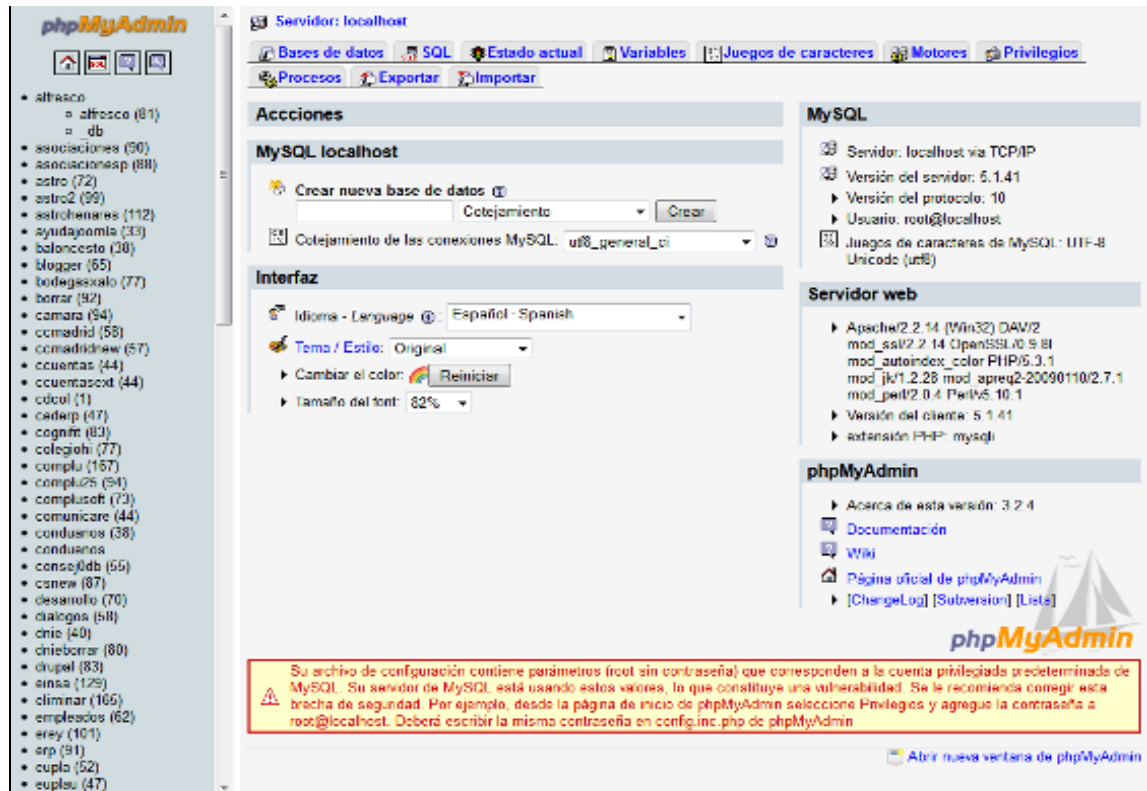 phpMyAdmin
alfresco
alfresco (81)
_db
asociaciones (90)
asociacionesp (88)
astro (72)
astro2 (99)
astrohenares (112)
ayudajoomla (33)
baloncesto (38)
blogger (65)
bodegasxalo (77)
borrar (92)
camara (94)
ccmadrid (58)
ccmadridnew (57)
ccuentas (44)
ccuentasext (44)
cdcol (1)
cederp (47)
cognifit (83)
colegiohi (77)
complu (167)
complu25 (94)
complusoft (73)
comunicare (44)
conduanos (38)
conduanos
consej0db (55)
csnew (87)
desarrollo (70)
dialogos (58)
dnie (40)
dnieborrar (80)
drupal (83)
einsa (129)
eliminar (165)
empleados (62)
erey (101)
erp (91)
eupla (52)
euplau (47)
Servidor: localhost
Bases de datos SQL Estado actual Variables Juegos de caracteres Motores Privilegios
Procesos Exportar Importar
Accciones
MySQL localhost
Crear nueva base de datos
Cotejamiento Crear
Cotejamiento de las conexiones MySQL: utf8_general_ci
Interfaz
Idioma - Language : Español - Spanish
Tema / Estilo: Original
Cambiar el color: Reiniciar
Tamaño del font: 82%
MySQL
Servidor: localhost via TCP/IP
Versión del servidor: 5.1.41
Versión del protocolo: 10
Usuario: root@localhost
Juegos de caracteres de MySQL: UTF-8
Unicode (utf8)
Servidor web
Apache/2.2.14 (Win32) DAV/2
mod_ssl/2.2.14 OpenSSL/0.9.8l
mod_autoindex_color PHP/5.3.1
mod_jk/1.2.28 mod_apreq2-20090110/2.7.1
mod_perl/2.0.4 Perl/v5.10.1
Versión del cliente: 5.1.41
extensión PHP: mysqli
phpMyAdmin
Acerca de esta versión: 3.2.4
Documentación
Wiki
Página oficial de phpMyAdmin
[ChangeLog] [Subversion] [Lists]
phpMyAdmin
Su archivo de configuración contiene parámetros (root sin contraseña) que corresponden a la cuenta privilegiada predeterminada de
MySQL. Su servidor de MySQL está usando estos valores, lo que constituye una vulnerabilidad. Se le recomienda corregir esta
brecha de seguridad. Por ejemplo, desde la página de inicio de phpMyAdmin seleccione Privilegios y agregue la contraseña a
root@localhost. Deberá escribir la misma contraseña en config.inc.php de phpMyAdmin
Abrir nueva ventana de phpMyAdmin